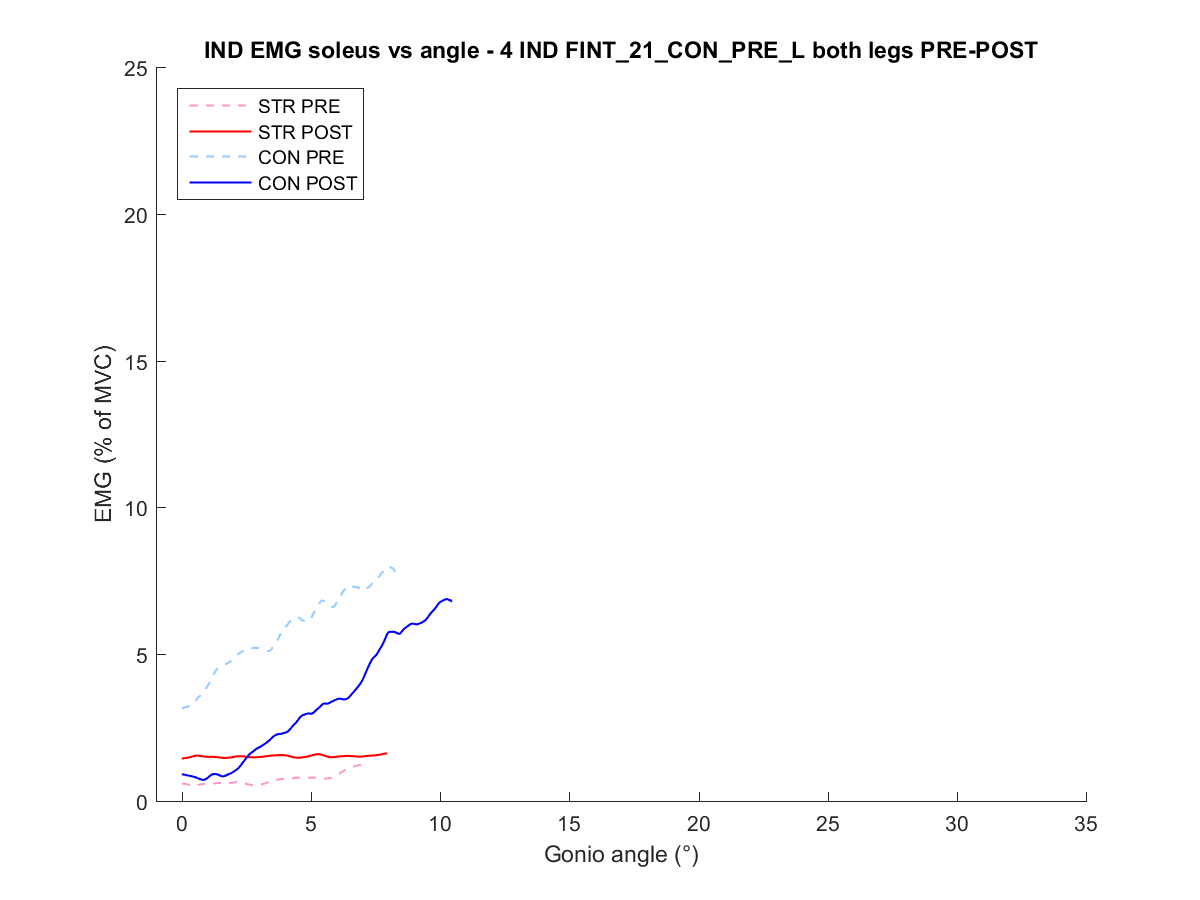 IND EMG soleus vs angle - 4 IND FINT_21_CON_PRE_L both legs PRE-POST
25
STR PRE
STR POST
CON PRE
CON POST
20
15
10
5
0
EMG (% of MVC)
0 5 10 15 20 25 30 35
Gonio angle (°)